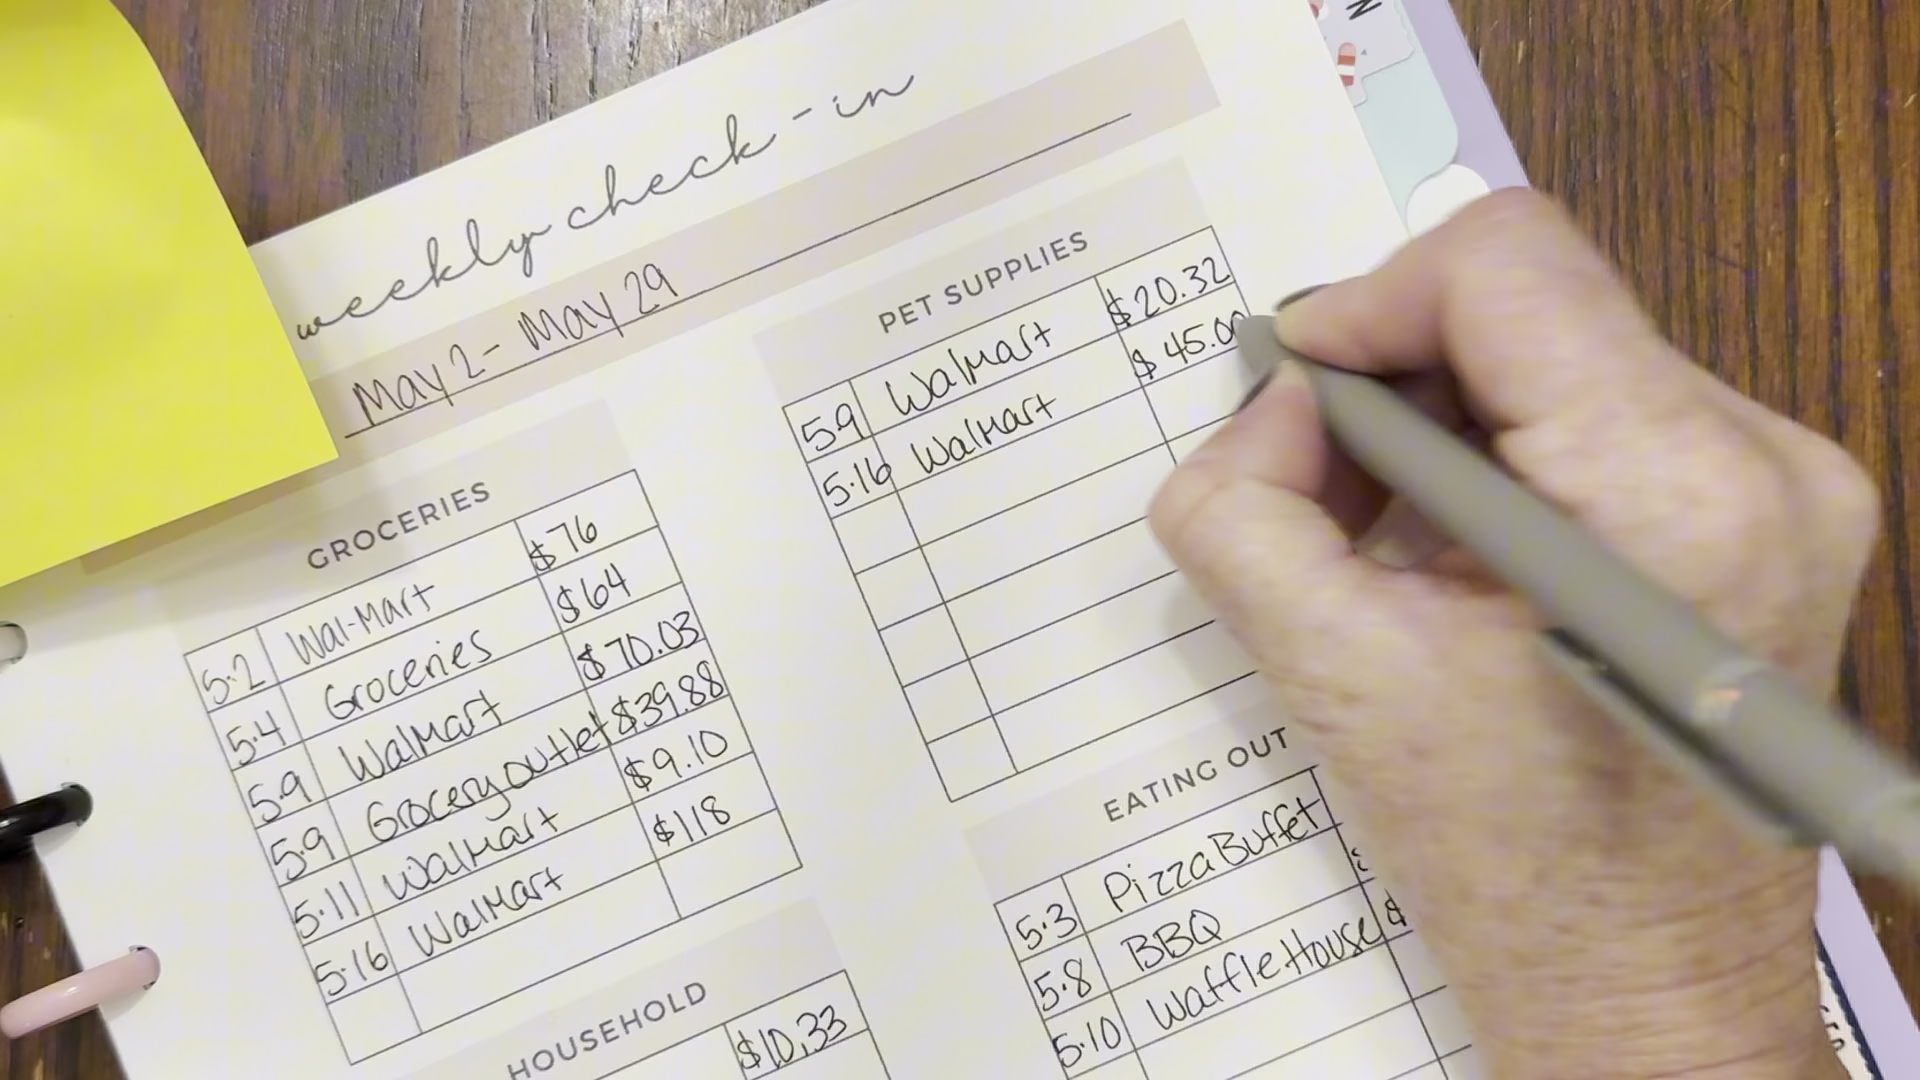 weekly check-in
May 2 - May 29
GROCERIES
5.2 Wal-Mart $76
5.4 Groceries $64
5.9 Walmart $70.03
5.9 Grocery outlet $39.88
5.11 Walmart $9.10
5.16 Walmart $118
HOUSEHOLD
$10.33
PET SUPPLIES
5.9 Walmart $20.32
5.16 Walmart $45.00
EATING OUT
5.3 Pizza Buffet
5.8 BBQ
5.10 Waffle House $